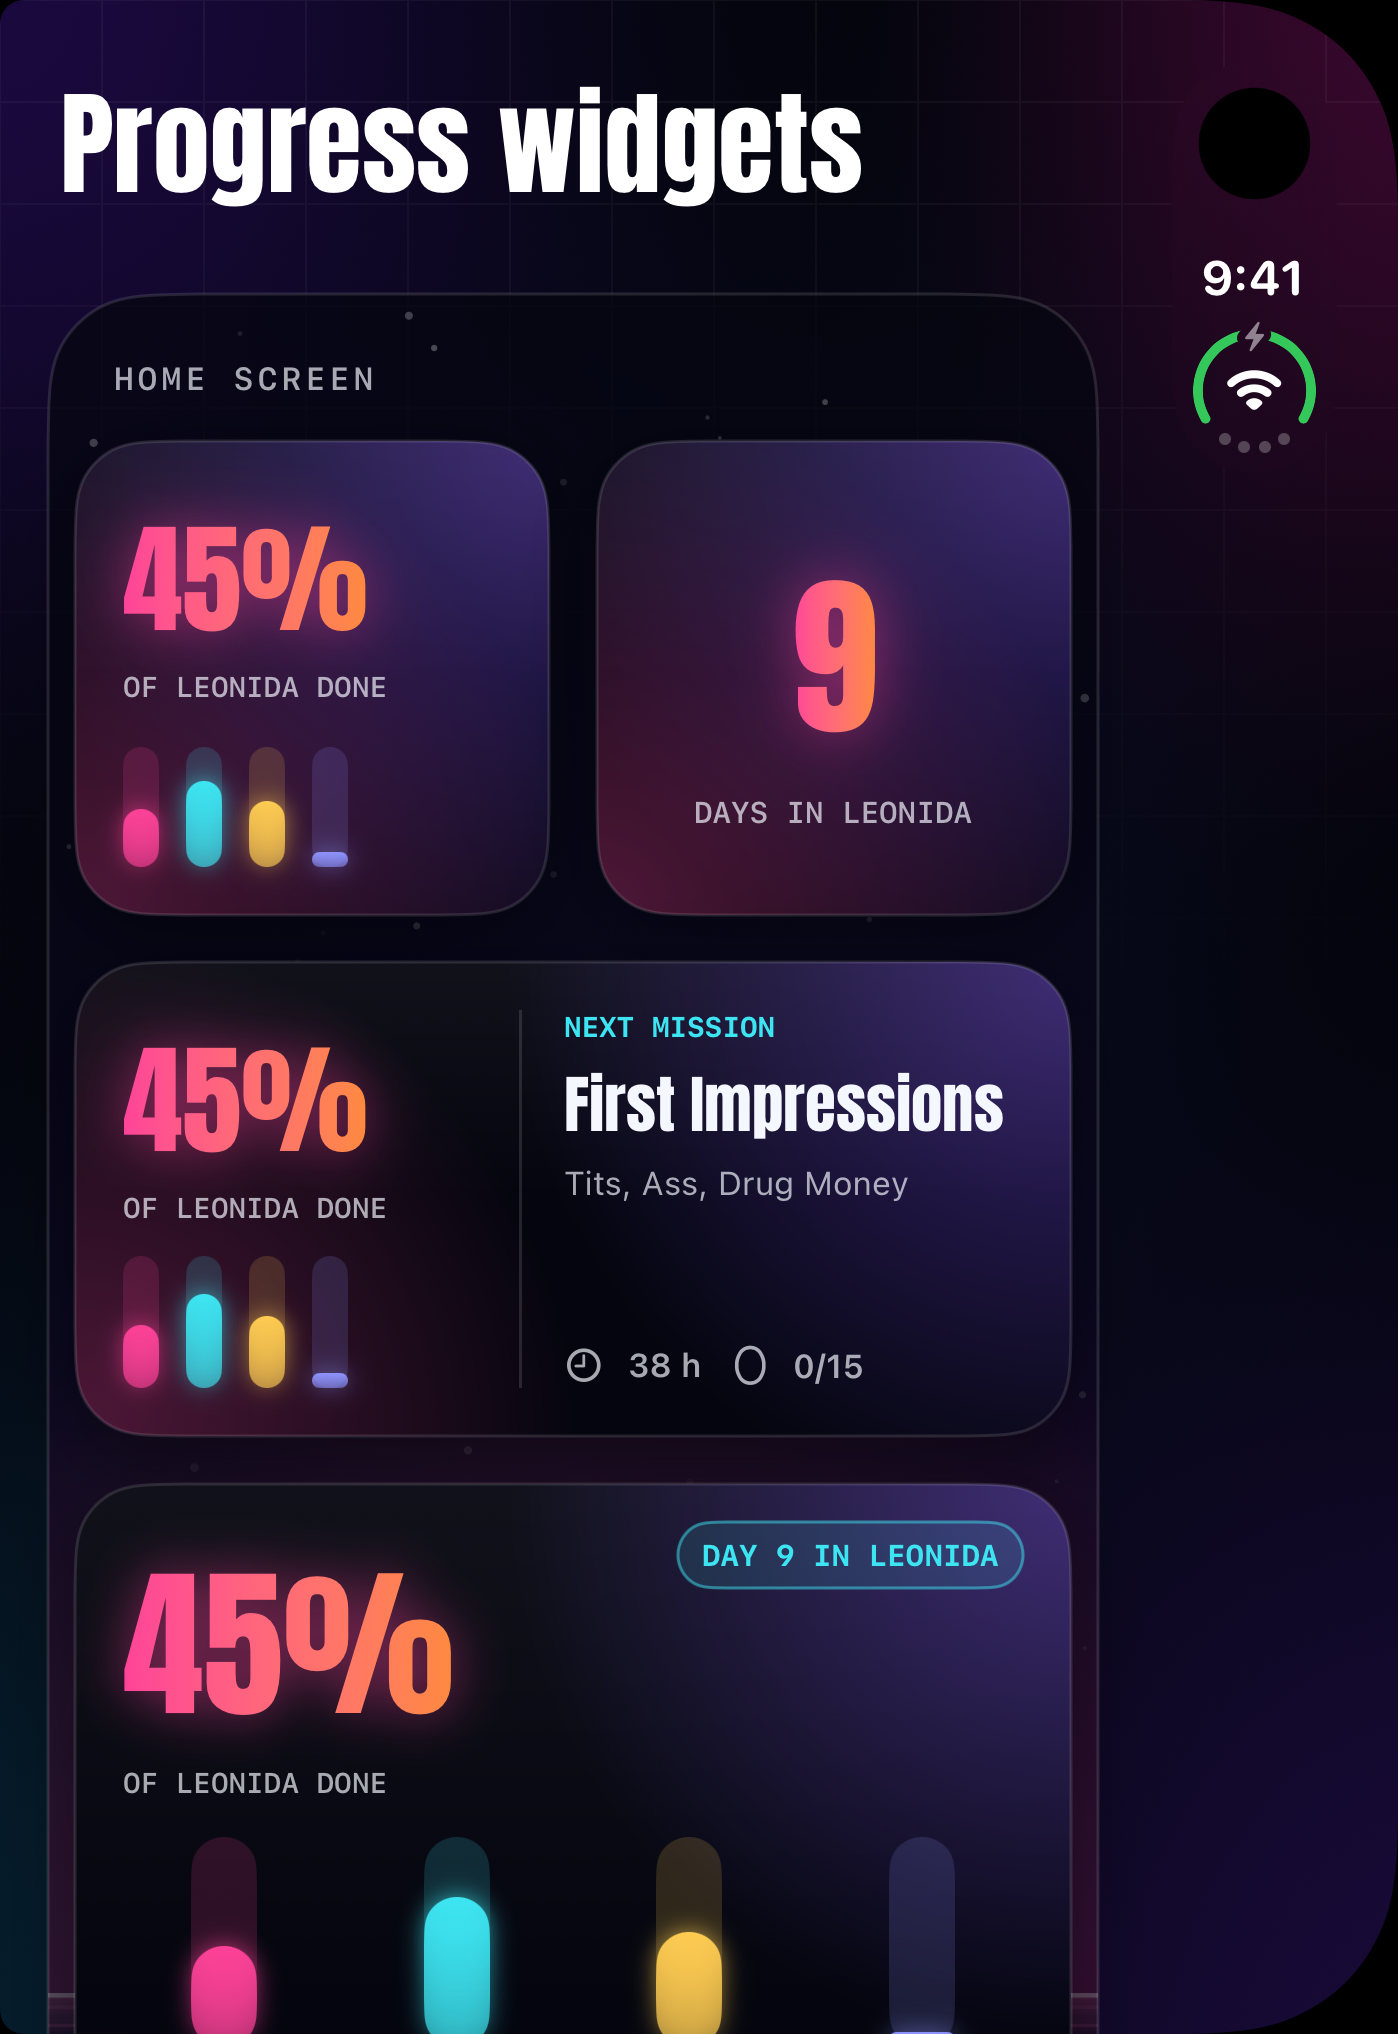 Progress widgets
9:41
HOME SCREEN
45%
OF LEONIDA DONE
9
DAYS IN LEONIDA
45%
OF LEONIDA DONE
NEXT MISSION
First Impressions
Tits, Ass, Drug Money
38 h 0/15
DAY 9 IN LEONIDA
45%
OF LEONIDA DONE